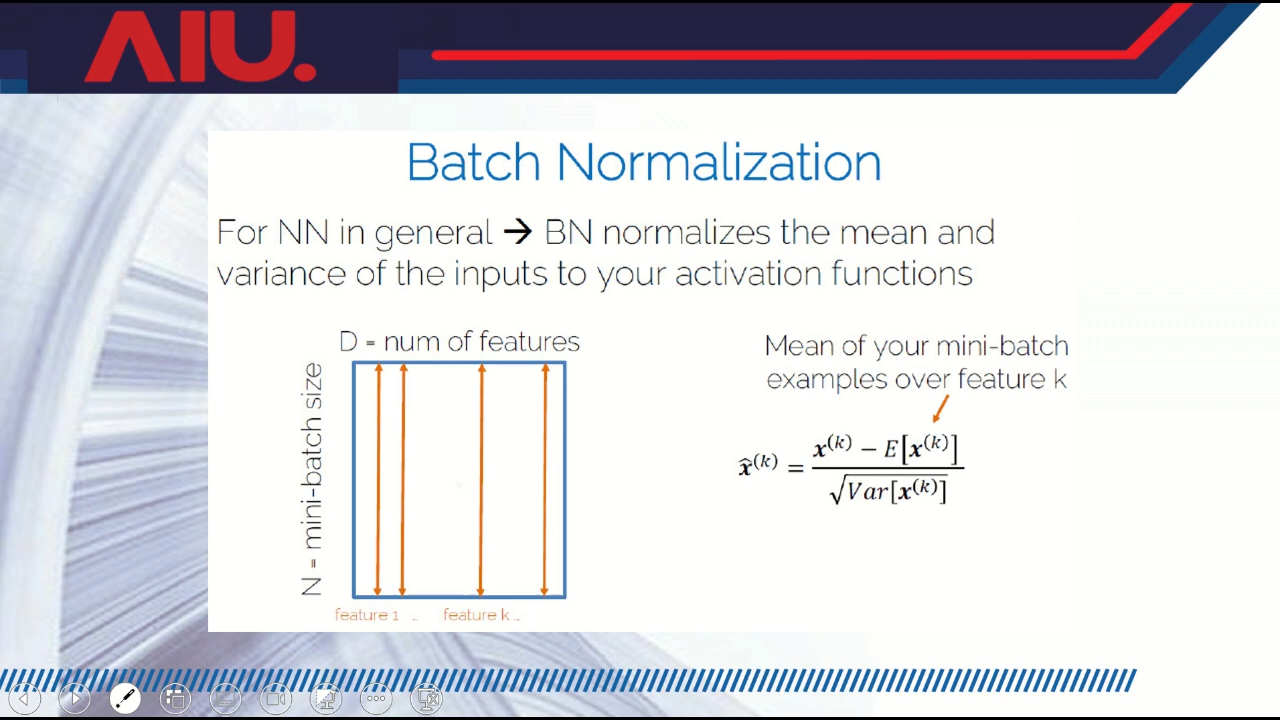 AIU.
Batch Normalization
For NN in general → BN normalizes the mean and
variance of the inputs to your activation functions
D = num of features
N = mini-batch size
feature 1 ... feature k ...
Mean of your mini-batch
examples over feature k
x̂^(k) = (x^(k) − E[x^(k)]) / √Var[x^(k)]